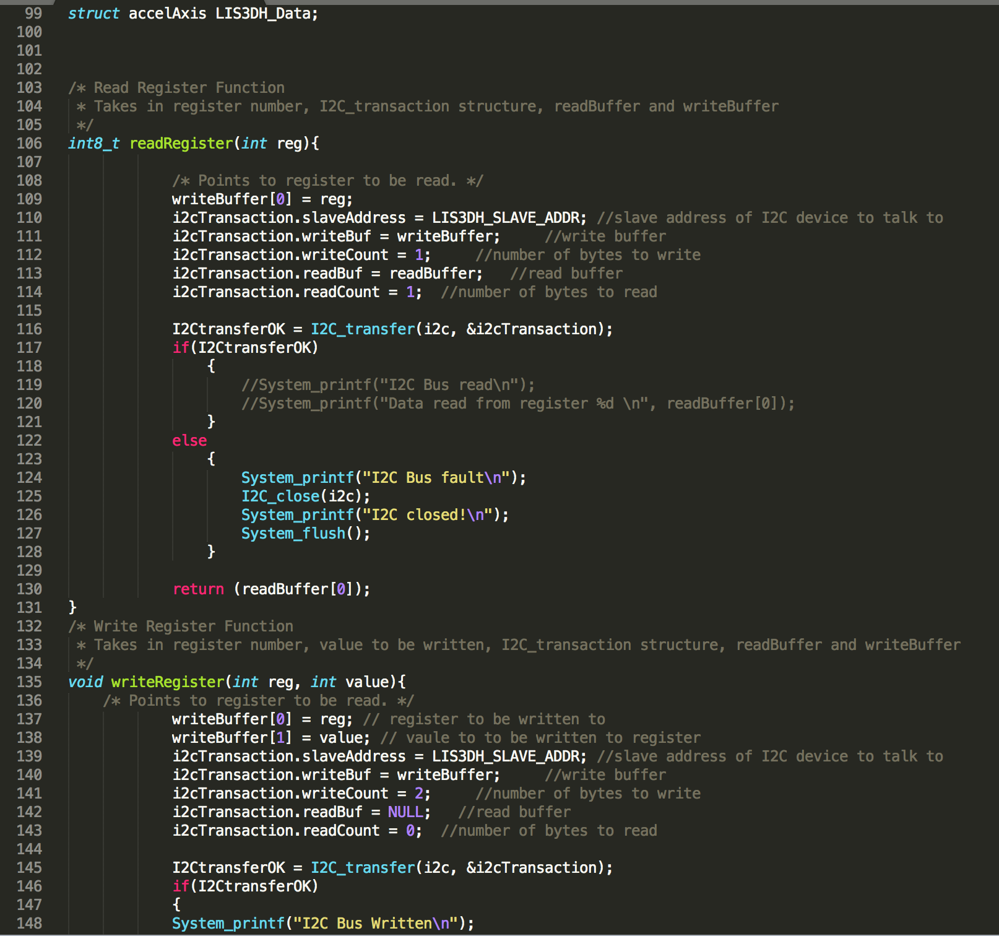 99 struct accelAxis LIS3DH_Data;
100
101
102
103 /* Read Register Function
104 * Takes in register number, I2C_transaction structure, readBuffer and writeBuffer
105 */
106 int8_t readRegister(int reg){
107
108 /* Points to register to be read. */
109 writeBuffer[0] = reg;
110 i2cTransaction.slaveAddress = LIS3DH_SLAVE_ADDR; //slave address of I2C device to talk to
111 i2cTransaction.writeBuf = writeBuffer; //write buffer
112 i2cTransaction.writeCount = 1; //number of bytes to write
113 i2cTransaction.readBuf = readBuffer; //read buffer
114 i2cTransaction.readCount = 1; //number of bytes to read
115
116 I2CtransferOK = I2C_transfer(i2c, &i2cTransaction);
117 if(I2CtransferOK)
118 {
119 //System_printf("I2C Bus read\n");
120 //System_printf("Data read from register %d \n", readBuffer[0]);
121 }
122 else
123 {
124 System_printf("I2C Bus fault\n");
125 I2C_close(i2c);
126 System_printf("I2C closed!\n");
127 System_flush();
128 }
129
130 return (readBuffer[0]);
131 }
132 /* Write Register Function
133 * Takes in register number, value to be written, I2C_transaction structure, readBuffer and writeBuffer
134 */
135 void writeRegister(int reg, int value){
136 /* Points to register to be read. */
137 writeBuffer[0] = reg; // register to be written to
138 writeBuffer[1] = value; // vaule to to be written to register
139 i2cTransaction.slaveAddress = LIS3DH_SLAVE_ADDR; //slave address of I2C device to talk to
140 i2cTransaction.writeBuf = writeBuffer; //write buffer
141 i2cTransaction.writeCount = 2; //number of bytes to write
142 i2cTransaction.readBuf = NULL; //read buffer
143 i2cTransaction.readCount = 0; //number of bytes to read
144
145 I2CtransferOK = I2C_transfer(i2c, &i2cTransaction);
146 if(I2CtransferOK)
147 {
148 System_printf("I2C Bus Written\n");